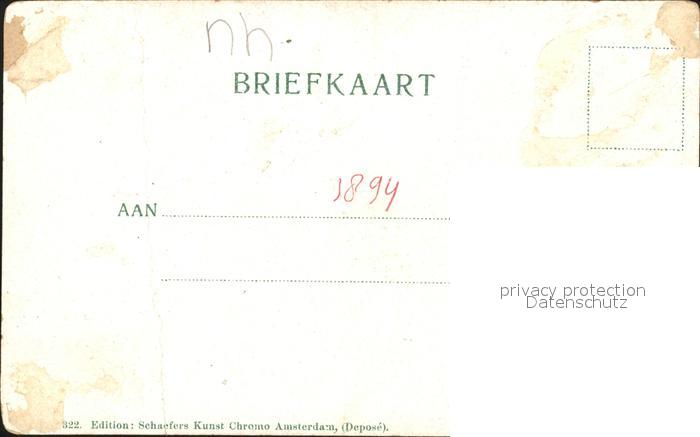 nh.
BRIEFKAART
1894
AAN
privacy protection
Datenschutz
322. Edition: Schaefers Kunst Chromo Amsterdam, (Deposé).